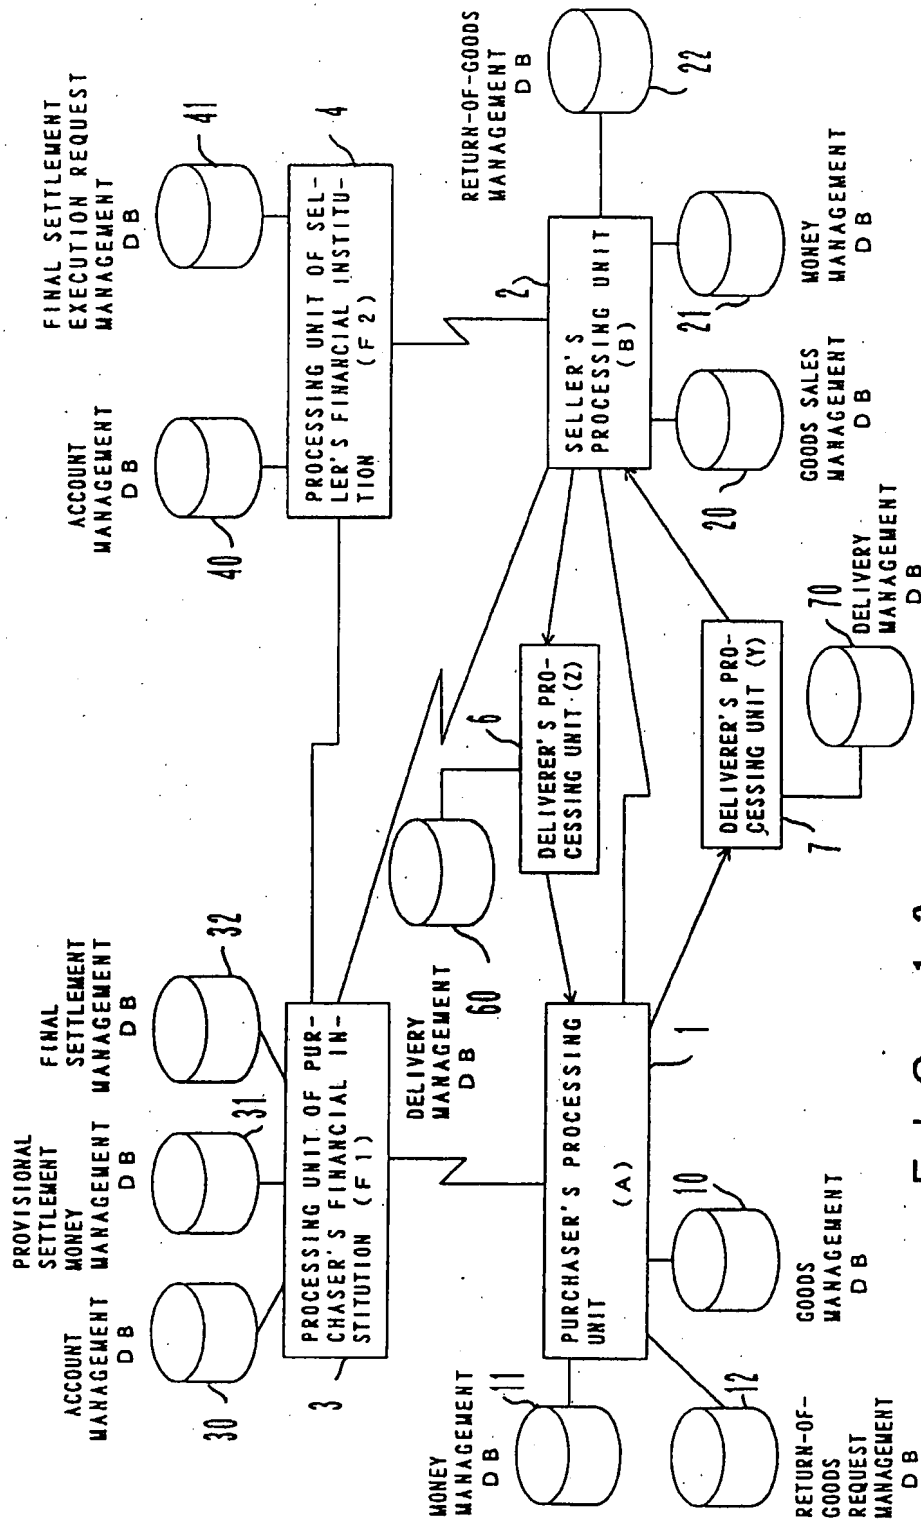 ACCOUNT
MANAGEMENT
DB
30
PROVISIONAL
SETTLEMENT
MONEY
MANAGEMENT
DB
31
FINAL
SETTLEMENT
MANAGEMENT
DB
32
ACCOUNT
MANAGEMENT
DB
40
FINAL SETTLEMENT
EXECUTION REQUEST
MANAGEMENT
DB
41
3
PROCESSING UNIT OF PUR-
CHASER'S FINANCIAL IN-
STITUTION (F1)
PROCESSING UNIT OF SEL-
LER'S FINANCIAL INSTITU-
TION (F2)
4
DELIVERY
MANAGEMENT
DB
60
6
DELIVERER'S PRO-
CESSING UNIT (Z)
RETURN-OF-GOODS
MANAGEMENT
DB
22
MONEY
MANAGEMENT
DB
11
PURCHASER'S PROCESSING
UNIT (A)
1
2
SELLER'S
PROCESSING UNIT
(B)
RETURN-OF-
GOODS
REQUEST
MANAGEMENT
DB
12
GOODS
MANAGEMENT
DB
10
DELIVERER'S PRO-
CESSING UNIT (Y)
7
DELIVERY
MANAGEMENT
DB
70
GOODS SALES
MANAGEMENT
DB
20
MONEY
MANAGEMENT
DB
21